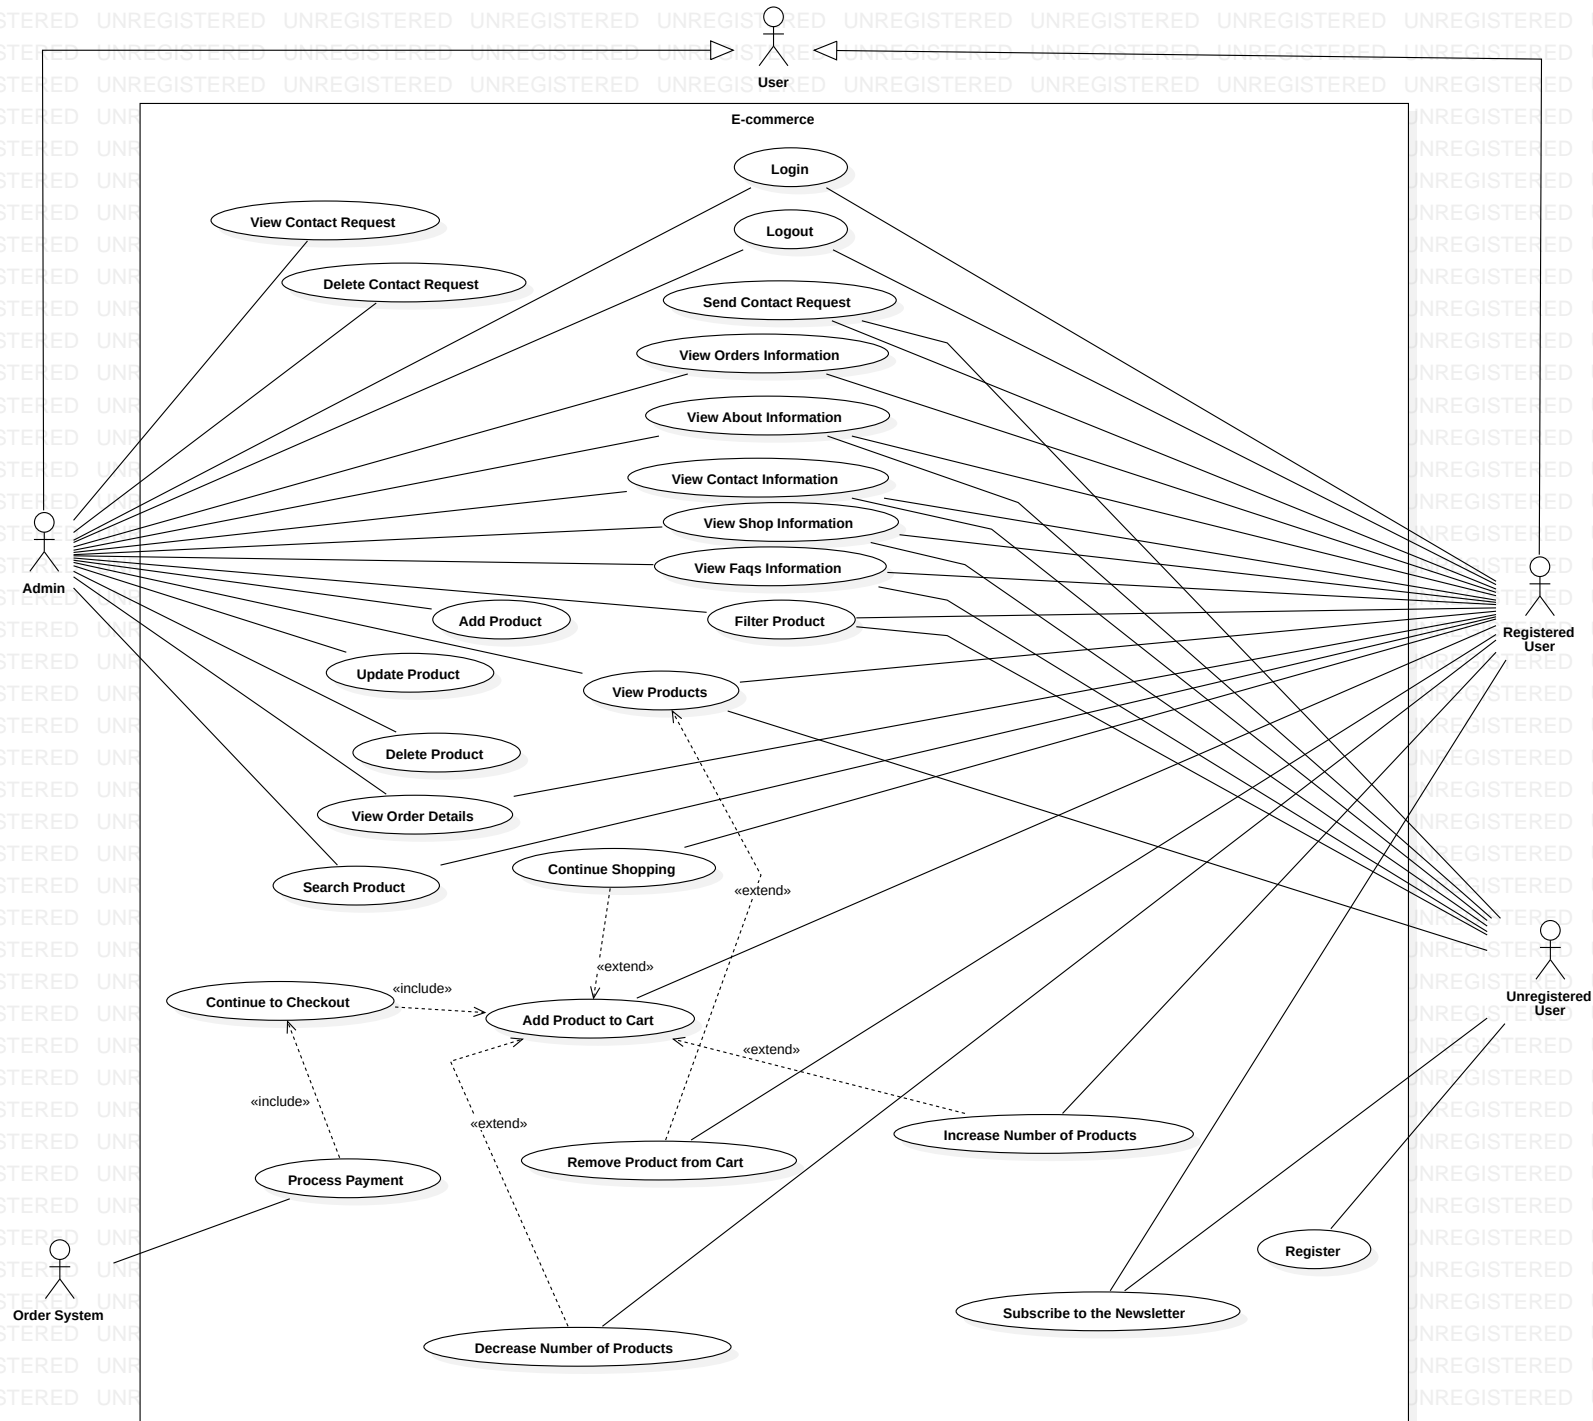 User
E-commerce
Login
View Contact Request
Logout
Delete Contact Request
Send Contact Request
View Orders Information
View About Information
View Contact Information
View Shop Information
View Faqs Information
Admin
Add Product
Filter Product
Registered
User
Update Product
View Products
Delete Product
View Order Details
Continue Shopping
Search Product
«extend»
«extend»
Continue to Checkout
«include»
Add Product to Cart
Unregistered
User
«extend»
«include»
«extend»
Increase Number of Products
Remove Product from Cart
Process Payment
Register
Order System
Subscribe to the Newsletter
Decrease Number of Products
UNREGISTERED